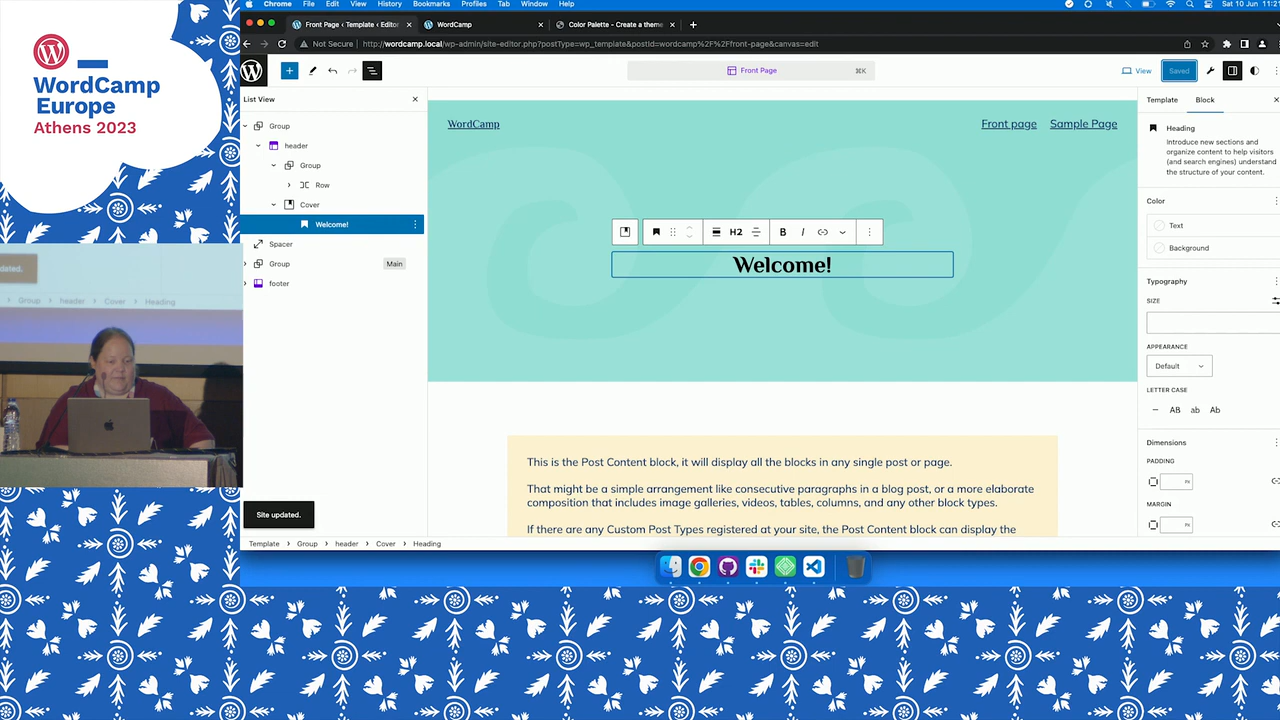 WordCamp
Europe
Athens 2023
Chrome File Edit View History Bookmarks Profiles Tab Window Help
Sat 10 Jun 11:2
Front Page ‹ Template ‹ Editor
WordCamp
Color Palette - Create a theme
Not Secure http://wordcamp.local/wp-admin/site-editor.php?postType=wp_template&postId=wordcamp%2F%2Ffront-page&canvas=edit
Front Page ⌘K
View Saved
List View
Group
header
Group
Row
Cover
Welcome!
Spacer
Group Main
footer
Site updated.
WordCamp
Front page Sample Page
H2 B I
Welcome!
This is the Post Content block, it will display all the blocks in any single post or page.
That might be a simple arrangement like consecutive paragraphs in a blog post, or a more elaborate
composition that includes image galleries, videos, tables, columns, and any other block types.
If there are any Custom Post Types registered at your site, the Post Content block can display the
Template Block
Heading
Introduce new sections and
organize content to help visitors
(and search engines) understand
the structure of your content.
Color
Text
Background
Typography
SIZE
APPEARANCE
Default
LETTER CASE
— AB ab Ab
Dimensions
PADDING
PX
MARGIN
PX
Template › Group › header › Cover › Heading
dated.
Group › header › Cover › Heading